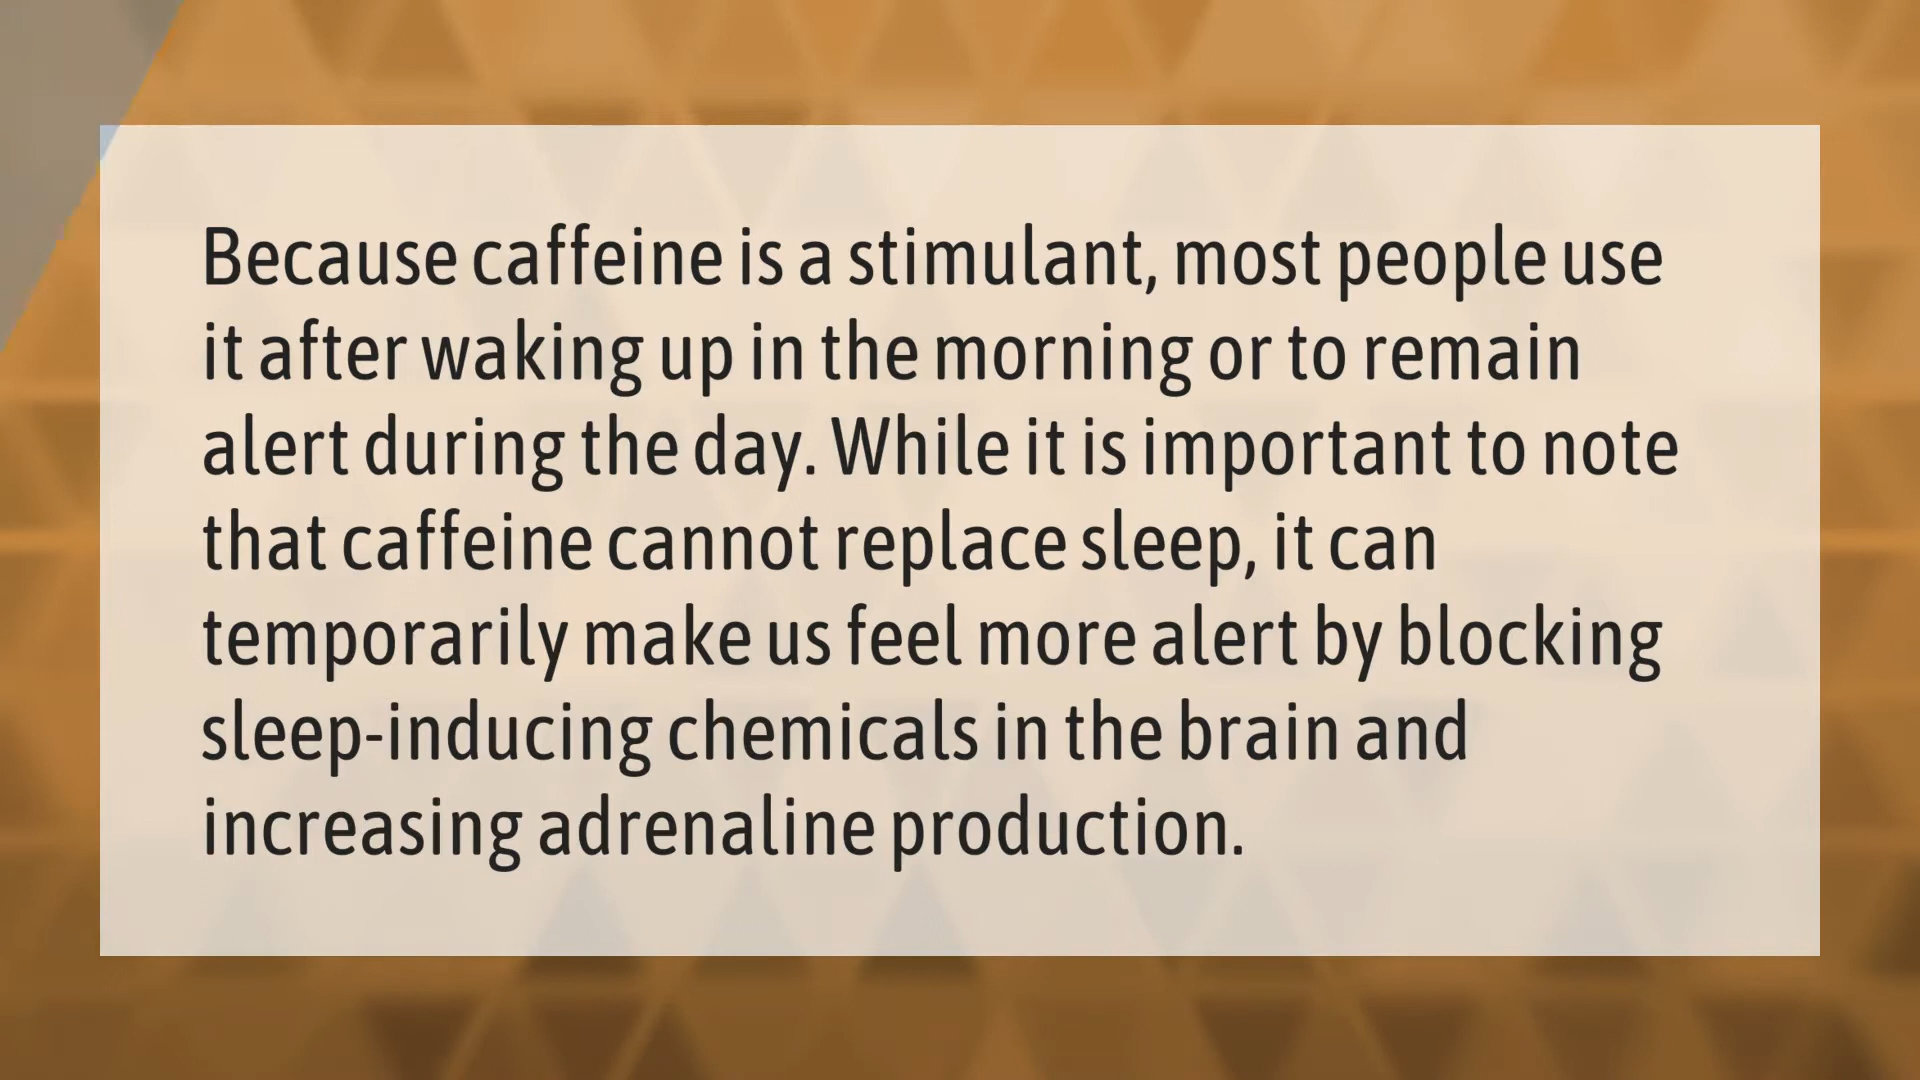 Because caffeine is a stimulant, most people use
it after waking up in the morning or to remain
alert during the day. While it is important to note
that caffeine cannot replace sleep, it can
temporarily make us feel more alert by blocking
sleep-inducing chemicals in the brain and
increasing adrenaline production.